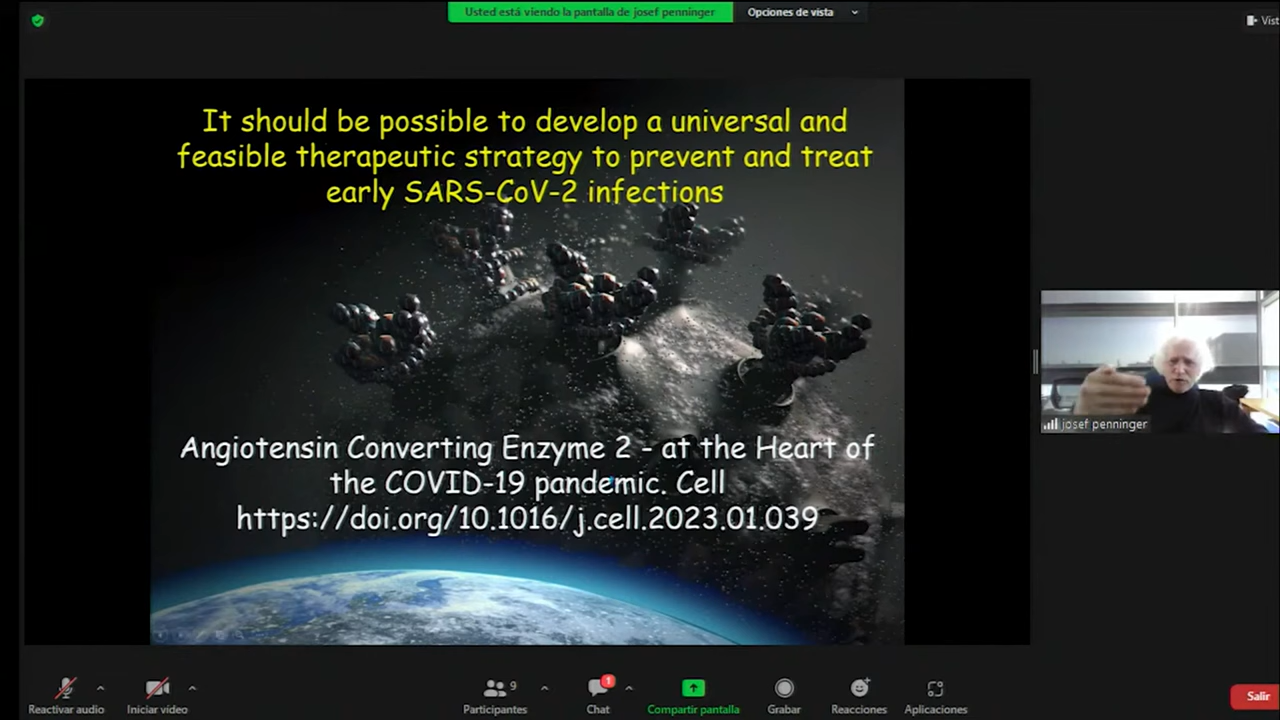 Usted está viendo la pantalla de josef penninger
Opciones de vista
Vist
It should be possible to develop a universal and
feasible therapeutic strategy to prevent and treat
early SARS-CoV-2 infections
Angiotensin Converting Enzyme 2 - at the Heart of
the COVID-19 pandemic. Cell
https://doi.org/10.1016/j.cell.2023.01.039
josef penninger
Reactivar audio
Iniciar vídeo
9
Participantes
1
Chat
Compartir pantalla
Grabar
Reacciones
Aplicaciones
Salir